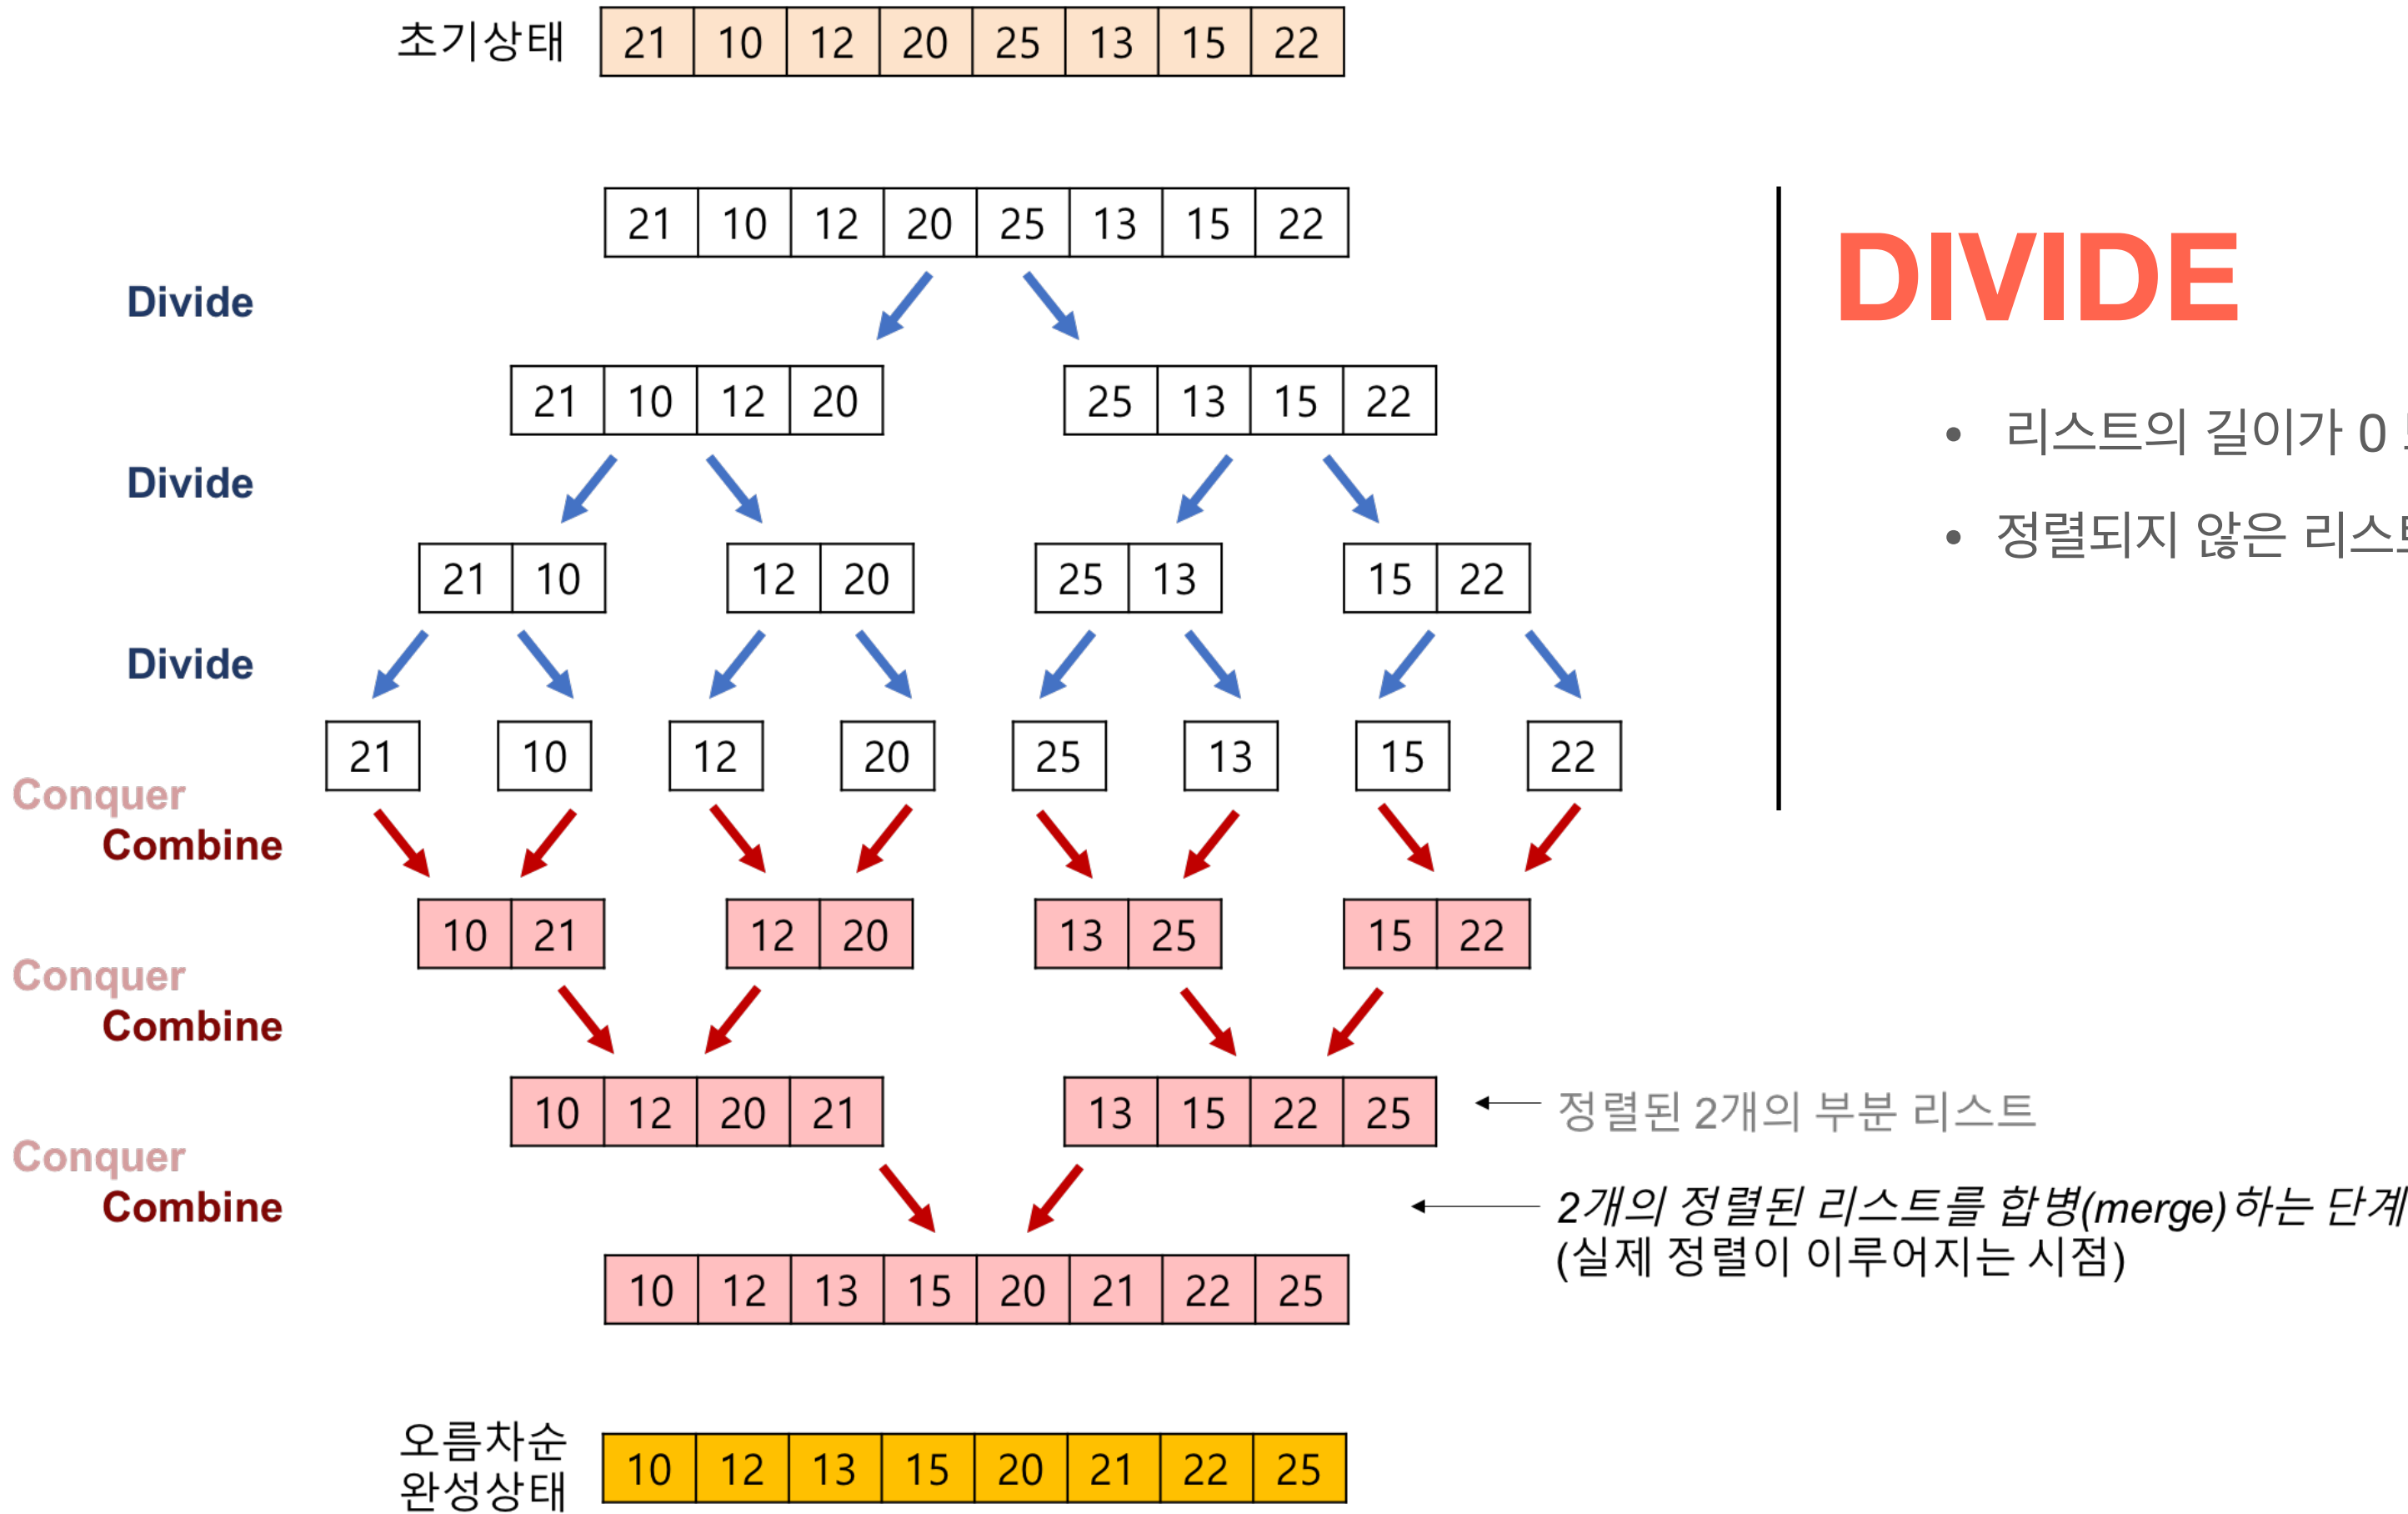 초기상태 21 10 12 20 25 13 15 22
21 10 12 20 25 13 15 22
Divide
21 10 12 20 25 13 15 22
Divide
21 10 12 20 25 13 15 22
Divide
21 10 12 20 25 13 15 22
Conquer
Combine
10 21 12 20 13 25 15 22
Conquer
Combine
10 12 20 21 13 15 22 25
정렬된 2개의 부분 리스트
Conquer
Combine
2개의 정렬된 리스트를 합병(merge)하는 단계
(실제 정렬이 이루어지는 시점)
10 12 13 15 20 21 22 25
오름차순
완성상태
10 12 13 15 20 21 22 25
DIVIDE
• 리스트의 길이가 0
• 정렬되지 않은